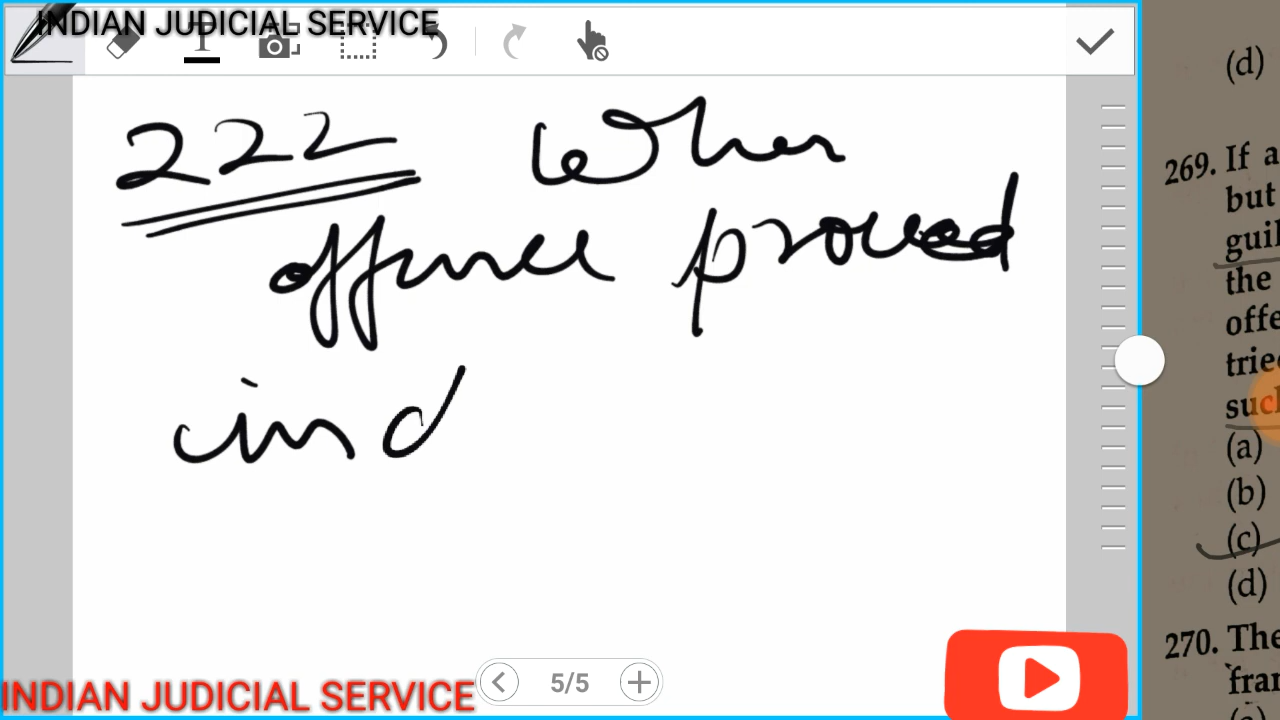 INDIAN JUDICIAL SERVICE
T
222 When
offence proved
incl
INDIAN JUDICIAL SERVICE
5/5
(d)
269. If a
but
guil
the
offe
tried
such
(a)
(b)
(c)
(d)
270. The
fran